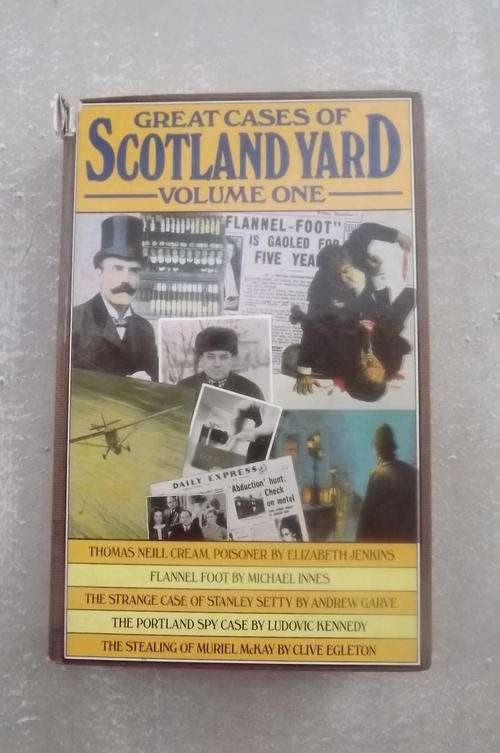 GREAT CASES OF
SCOTLAND YARD
VOLUME ONE
FLANNEL-FOOT"
IS GAOLED FOR
FIVE YEA
DAILY EXPRESS
'Abduction' hunt:
Check
on motel
THOMAS NEILL CREAM, POISONER BY ELIZABETH JENKINS
FLANNEL FOOT BY MICHAEL INNES
THE STRANGE CASE OF STANLEY SETTY BY ANDREW GARVE
THE PORTLAND SPY CASE BY LUDOVIC KENNEDY
THE STEALING OF MURIEL McKAY BY CLIVE EGLETON